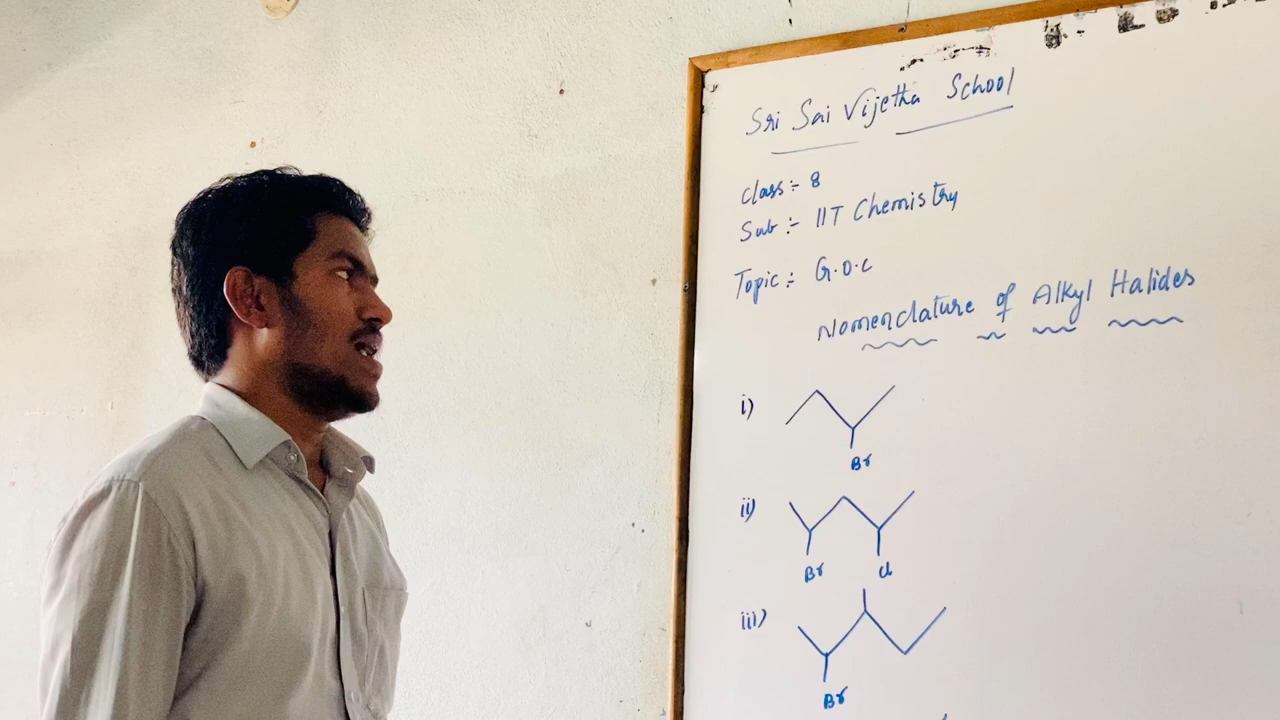 Sri Sai Vijetha School
Class :- 8
Sub :- IIT Chemistry
Topic :- G.O.C
Nomenclature of Alkyl Halides
i)
Br
ii)
Br Cl
iii)
Br